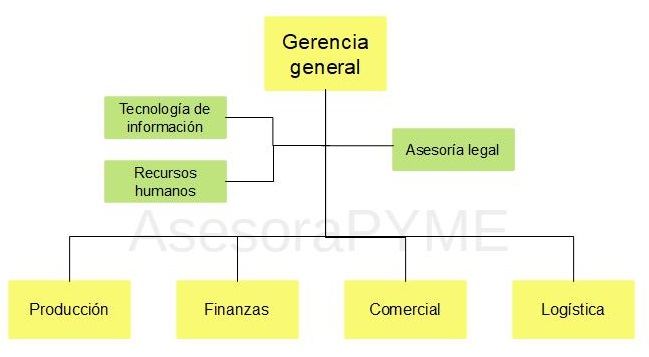 Gerencia
general
Tecnología de
información
Asesoría legal
Recursos
humanos
AsesoraPYME
Producción
Finanzas
Comercial
Logística